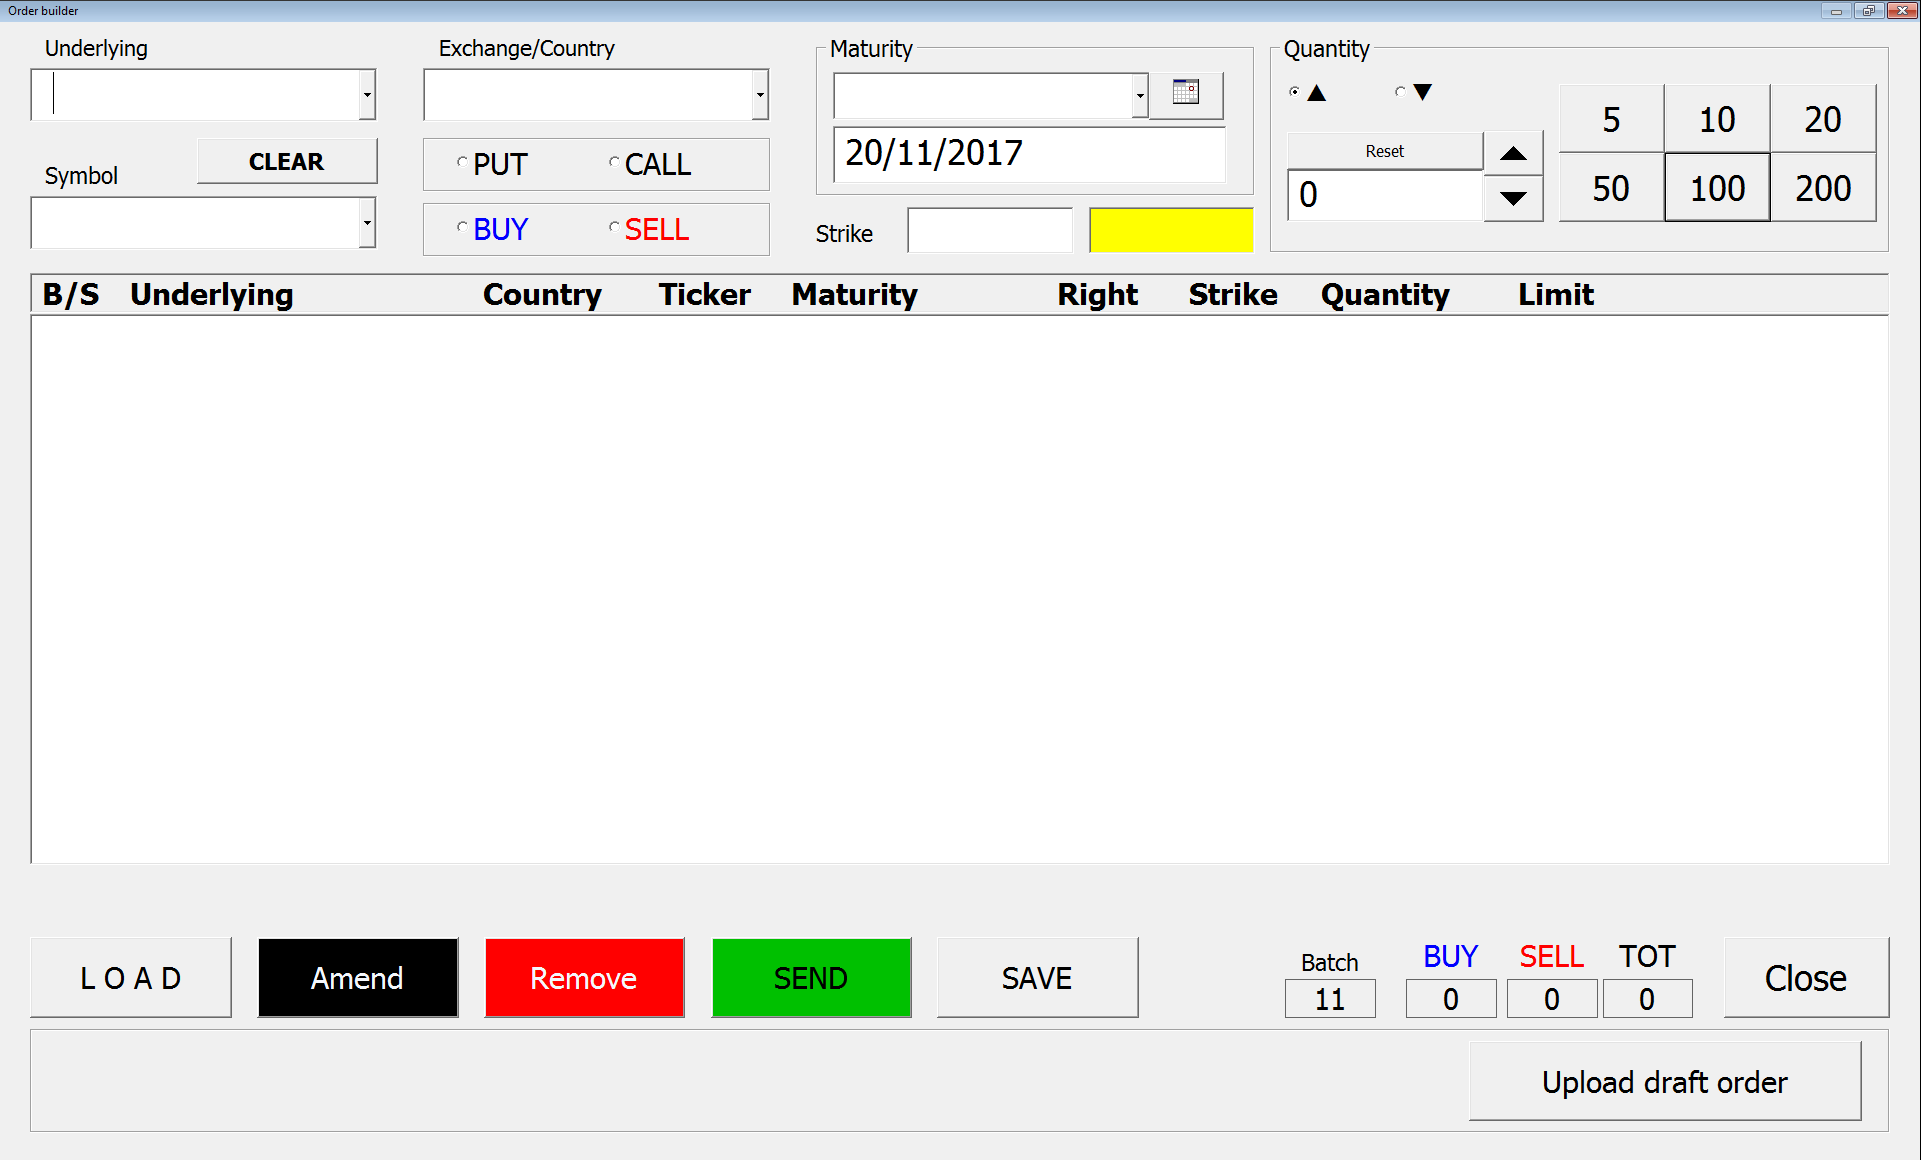 Order builder
Underlying
Exchange/Country
Maturity
Quantity
▲ ▼
5 10 20
CLEAR
PUT CALL
20/11/2017
Reset
Symbol
0
50 100 200
BUY SELL
Strike
B/S Underlying Country Ticker Maturity Right Strike Quantity Limit
L O A D
Amend
Remove
SEND
SAVE
Batch
11
BUY SELL TOT
0 0 0
Close
Upload draft order